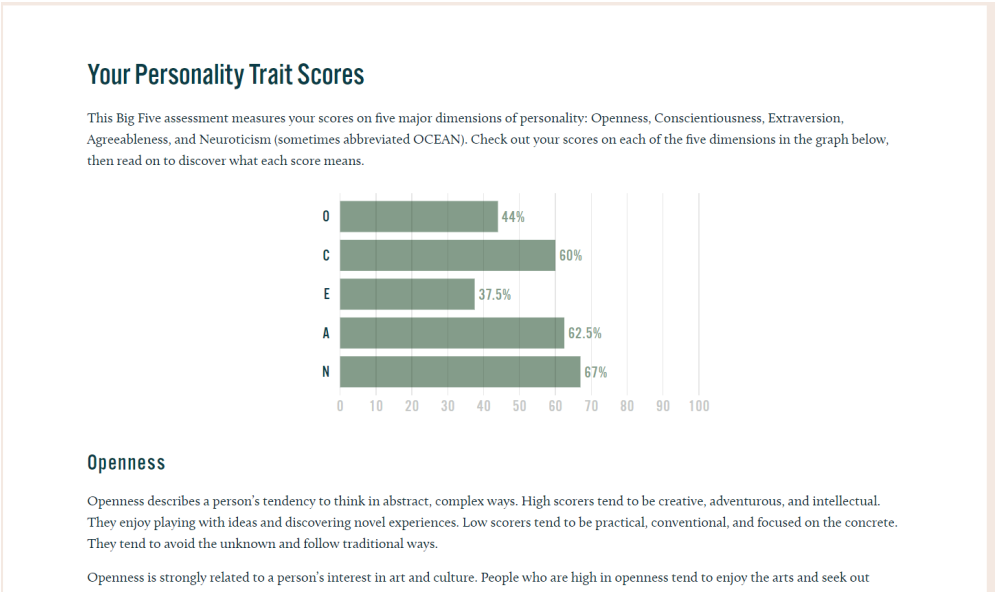 Your Personality Trait Scores
This Big Five assessment measures your scores on five major dimensions of personality: Openness, Conscientiousness, Extraversion,
Agreeableness, and Neuroticism (sometimes abbreviated OCEAN). Check out your scores on each of the five dimensions in the graph below,
then read on to discover what each score means.
O 44%
C 60%
E 37.5%
A 62.5%
N 67%
0 10 20 30 40 50 60 70 80 90 100
Openness
Openness describes a person's tendency to think in abstract, complex ways. High scorers tend to be creative, adventurous, and intellectual.
They enjoy playing with ideas and discovering novel experiences. Low scorers tend to be practical, conventional, and focused on the concrete.
They tend to avoid the unknown and follow traditional ways.
Openness is strongly related to a person's interest in art and culture. People who are high in openness tend to enjoy the arts and seek out